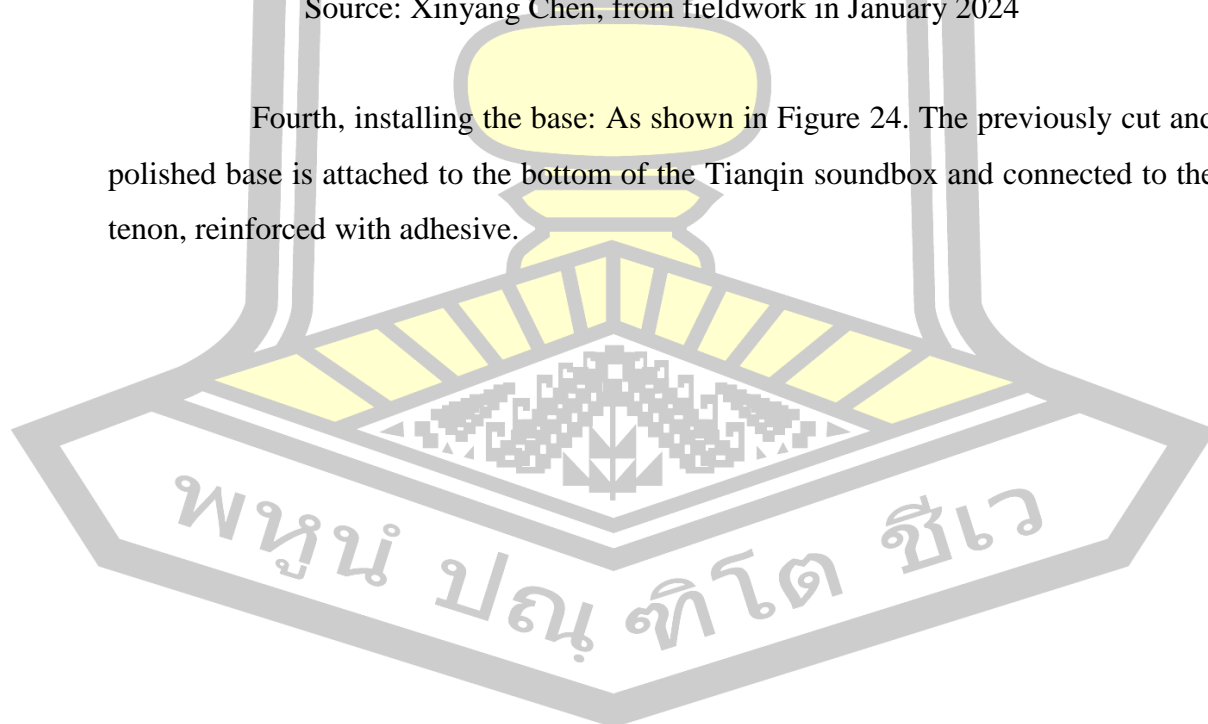 Source: Xinyang Chen, from fieldwork in January 2024
Fourth, installing the base: As shown in Figure 24. The previously cut and
polished base is attached to the bottom of the Tianqin soundbox and connected to the
tenon, reinforced with adhesive.
พหูนํ ปณฺฑิโต ชีเว